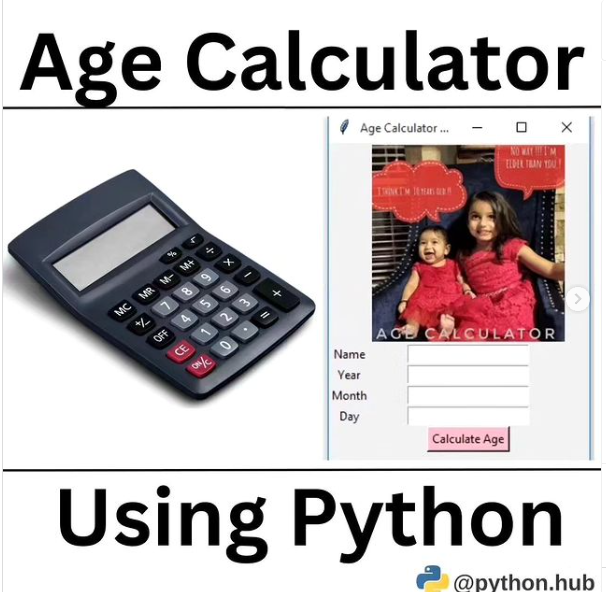 Age Calculator
Age Calculator ...
NO WAY !!! I'M
ELDER THAN YOU !
I THINK I'M 10 YEARS OLD !!
AGE CALCULATOR
Name
Year
Month
Day
Calculate Age
% √
MC MR M- M+ ÷
+/- 7 8 9 × −
OFF 4 5 6 +
CE 1 2 3 =
ON/C 0 .
Using Python
@python.hub